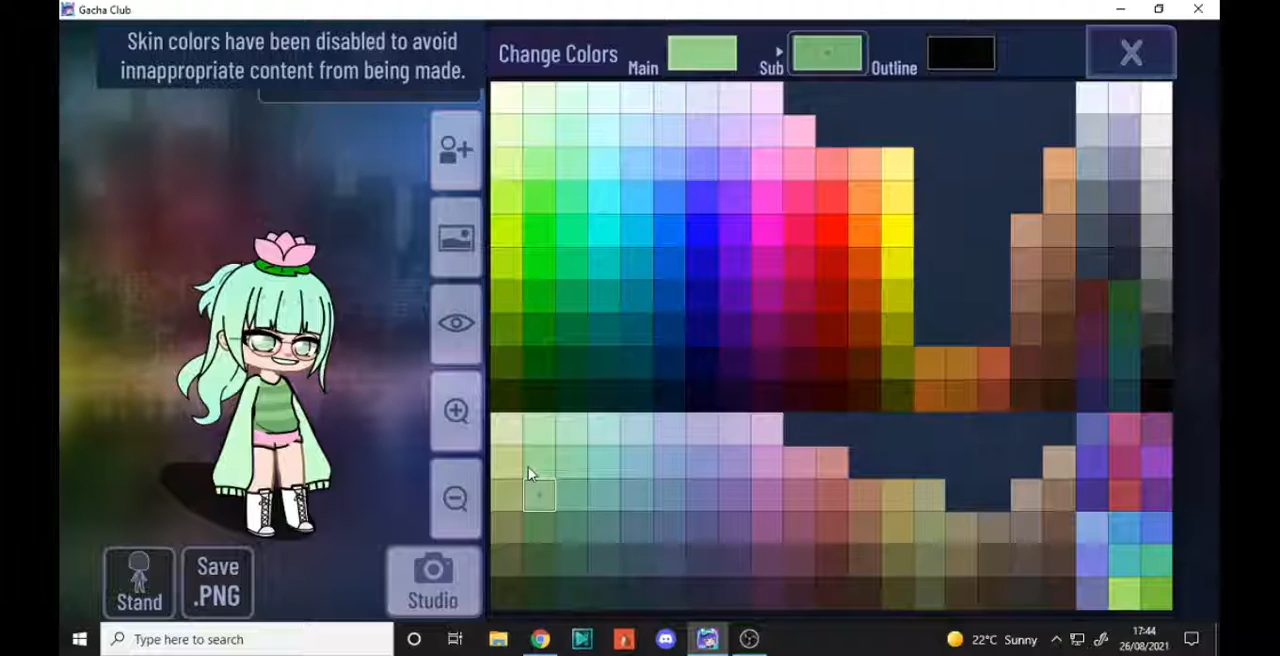 Gacha Club
Skin colors have been disabled to avoid
innappropriate content from being made.
Change Colors
Main
Sub
Outline
X
Stand
Save
.PNG
Studio
Type here to search
22°C Sunny
17:44
26/08/2021